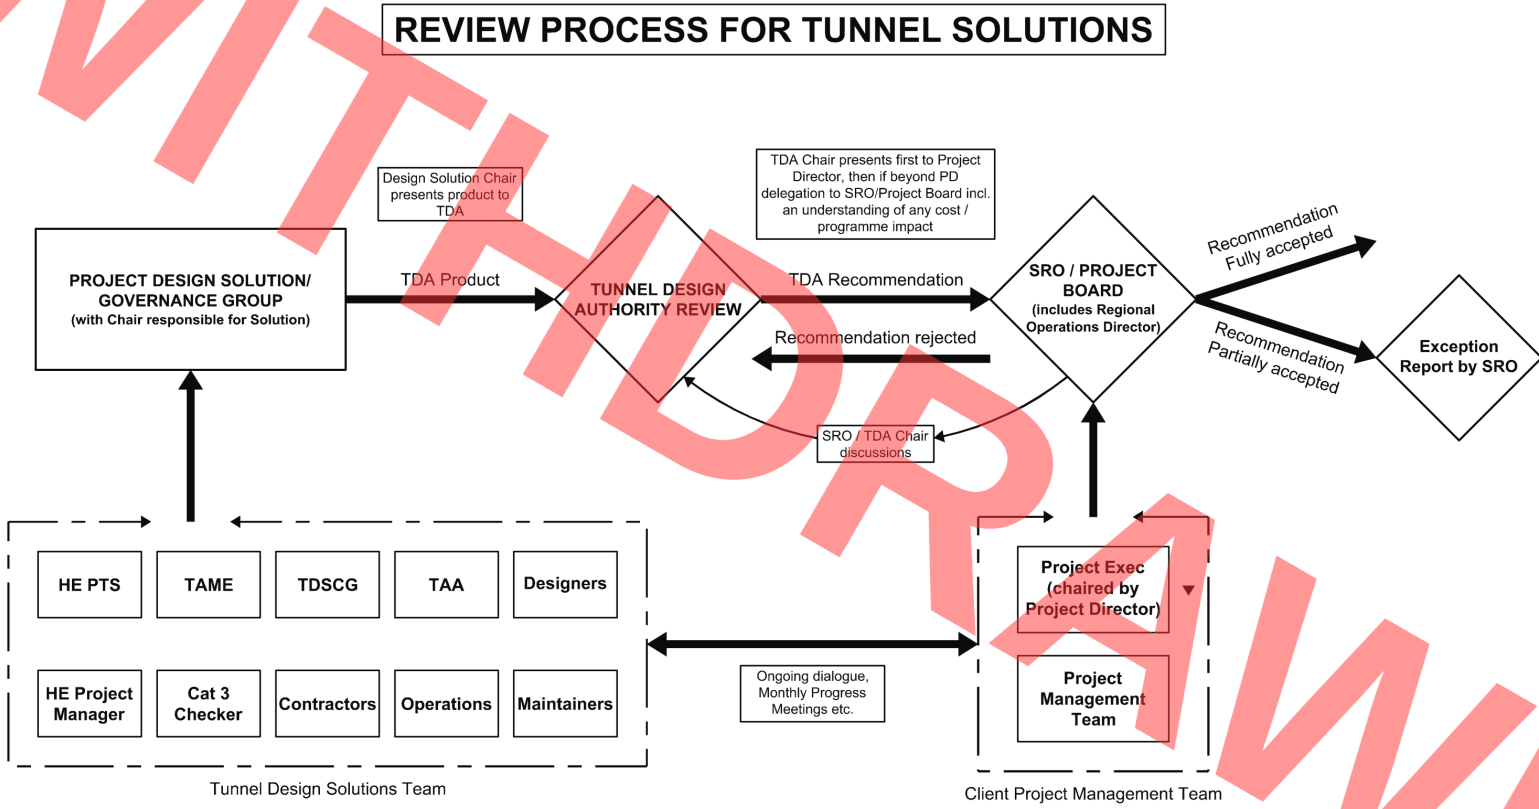 REVIEW PROCESS FOR TUNNEL SOLUTIONS
Design Solution Chair
presents product to
TDA
TDA Chair presents first to Project
Director, then if beyond PD
delegation to SRO/Project Board incl.
an understanding of any cost /
programme impact
PROJECT DESIGN SOLUTION/
GOVERNANCE GROUP
(with Chair responsible for Solution)
TDA Product
TUNNEL DESIGN
AUTHORITY REVIEW
TDA Recommendation
Recommendation rejected
SRO / PROJECT
BOARD
(includes Regional
Operations Director)
Recommendation
Fully accepted
Recommendation
Partially accepted
Exception
Report by SRO
SRO / TDA Chair
discussions
HE PTS
TAME
TDSCG
TAA
Designers
HE Project
Manager
Cat 3
Checker
Contractors
Operations
Maintainers
Tunnel Design Solutions Team
Ongoing dialogue,
Monthly Progress
Meetings etc.
Project Exec
(chaired by
Project Director)
Project
Management
Team
Client Project Management Team
WITHDRAWN